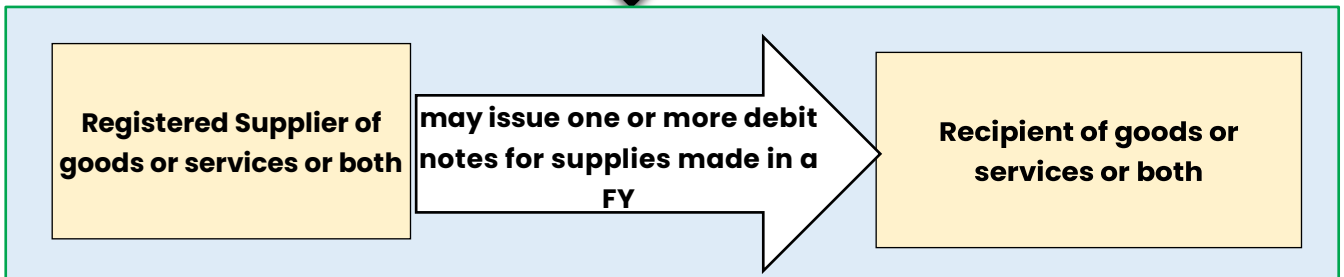 Registered Supplier of
goods or services or both
may issue one or more debit
notes for supplies made in a
FY
Recipient of goods or
services or both